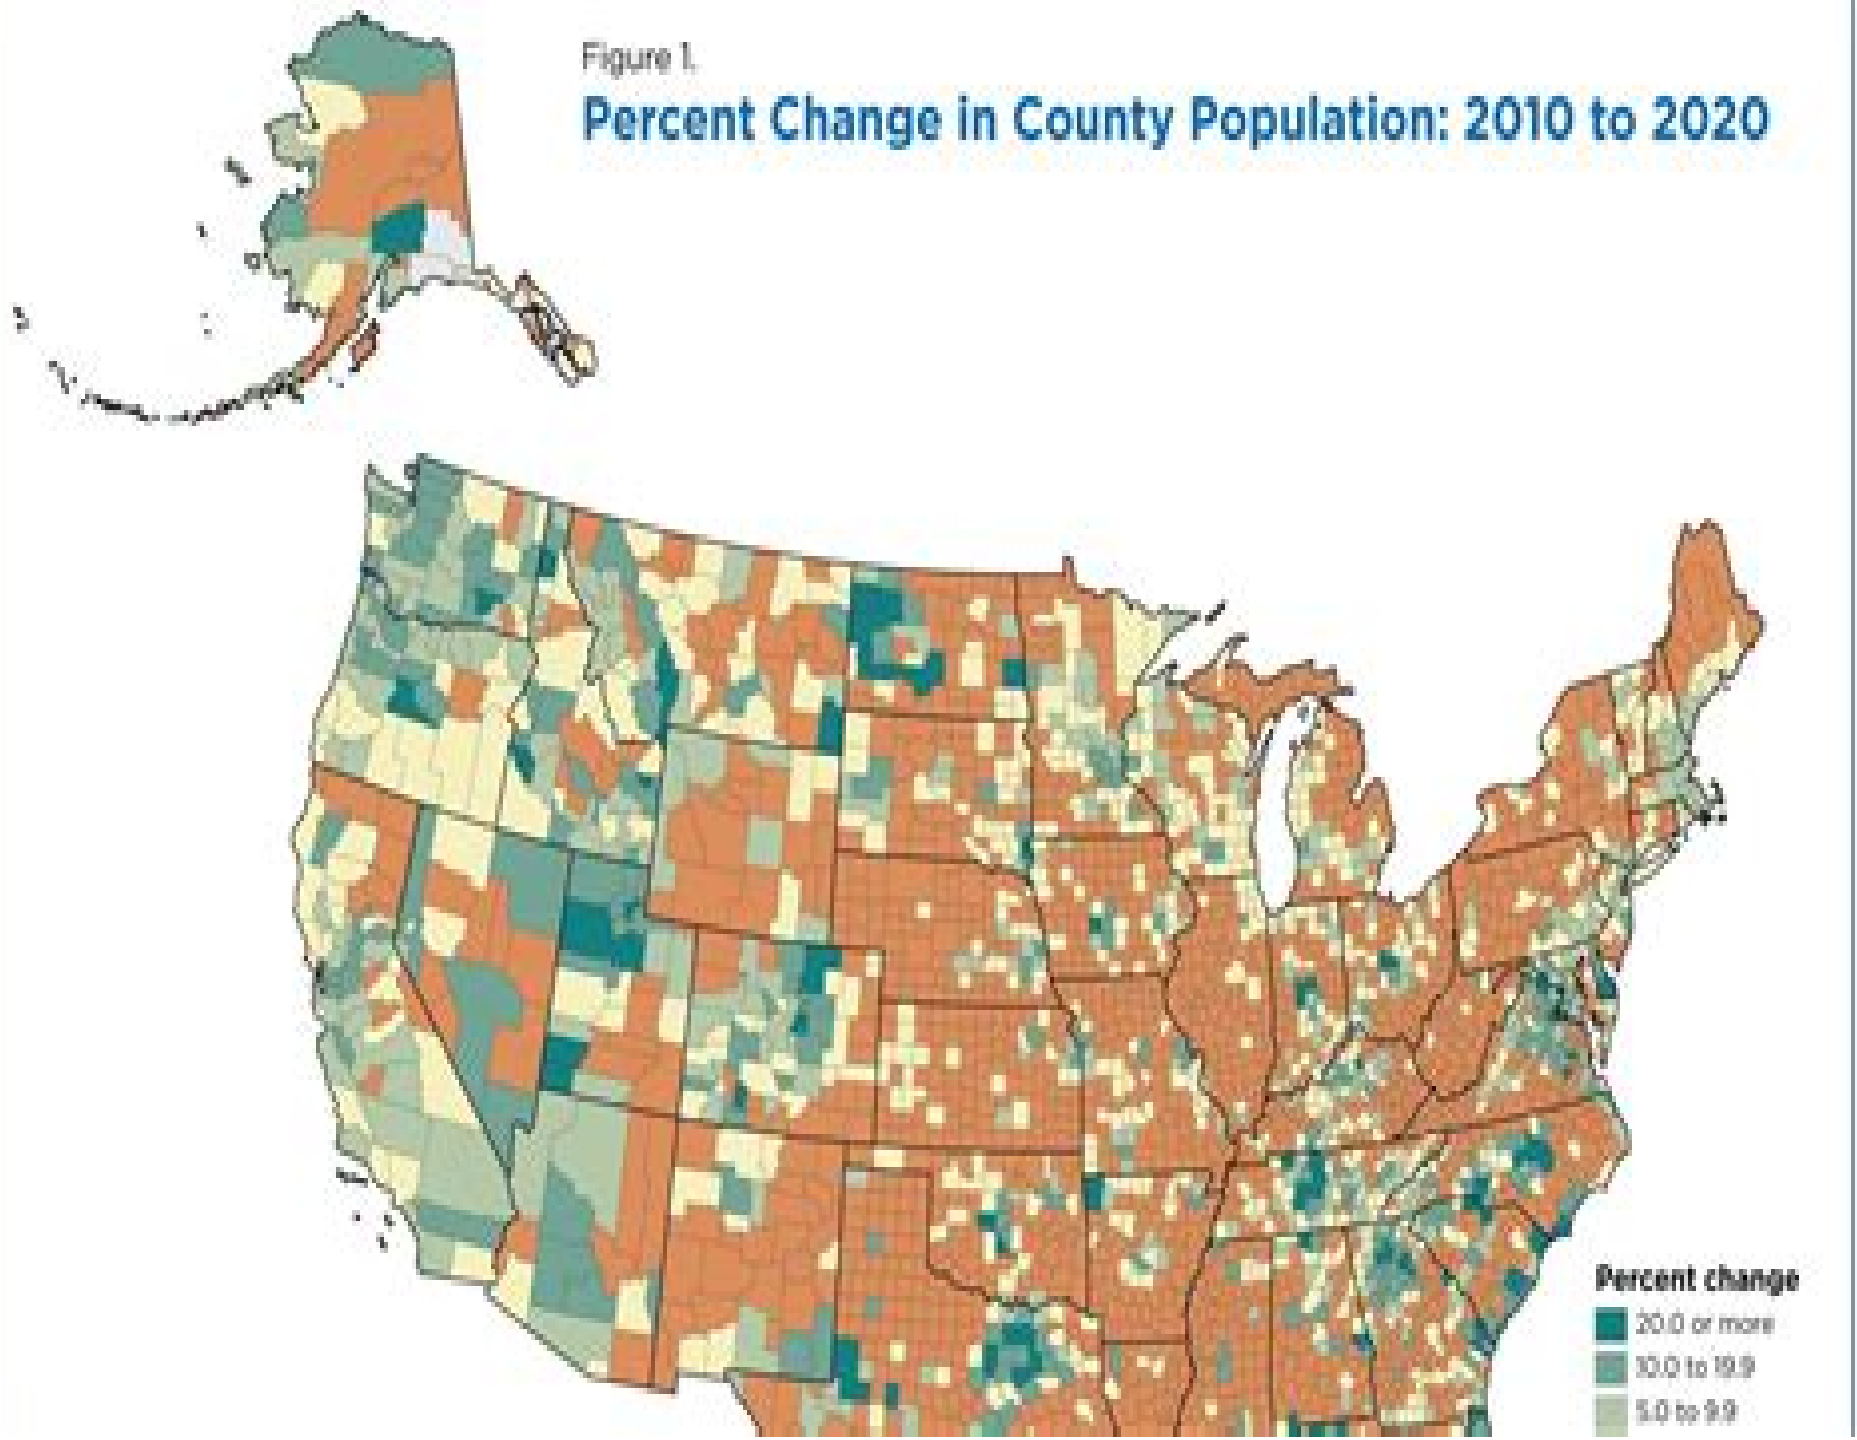 Figure 1.
Percent Change in County Population: 2010 to 2020
Percent change
20.0 or more
10.0 to 19.9
5.0 to 9.9